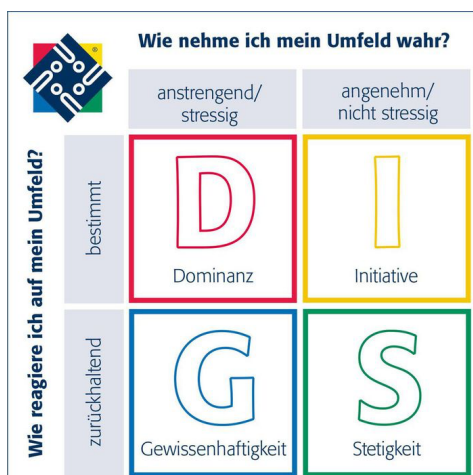 Wie nehme ich mein Umfeld wahr?
anstrengend/
stressig
angenehm/
nicht stressig
Wie reagiere ich auf mein Umfeld?
bestimmt
D
Dominanz
I
Initiative
zurückhaltend
G
Gewissenhaftigkeit
S
Stetigkeit